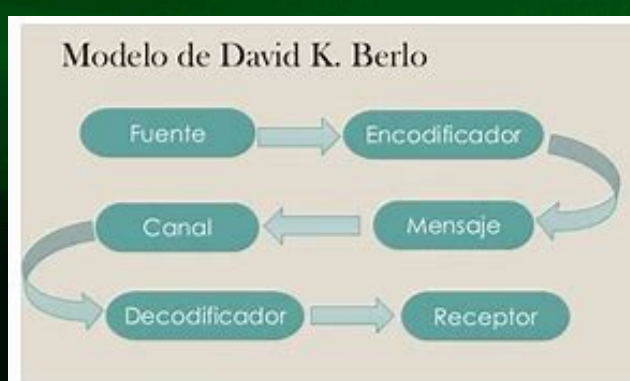 Modelo de David K. Berlo
Fuente
Encodificador
Mensaje
Canal
Decodificador
Receptor